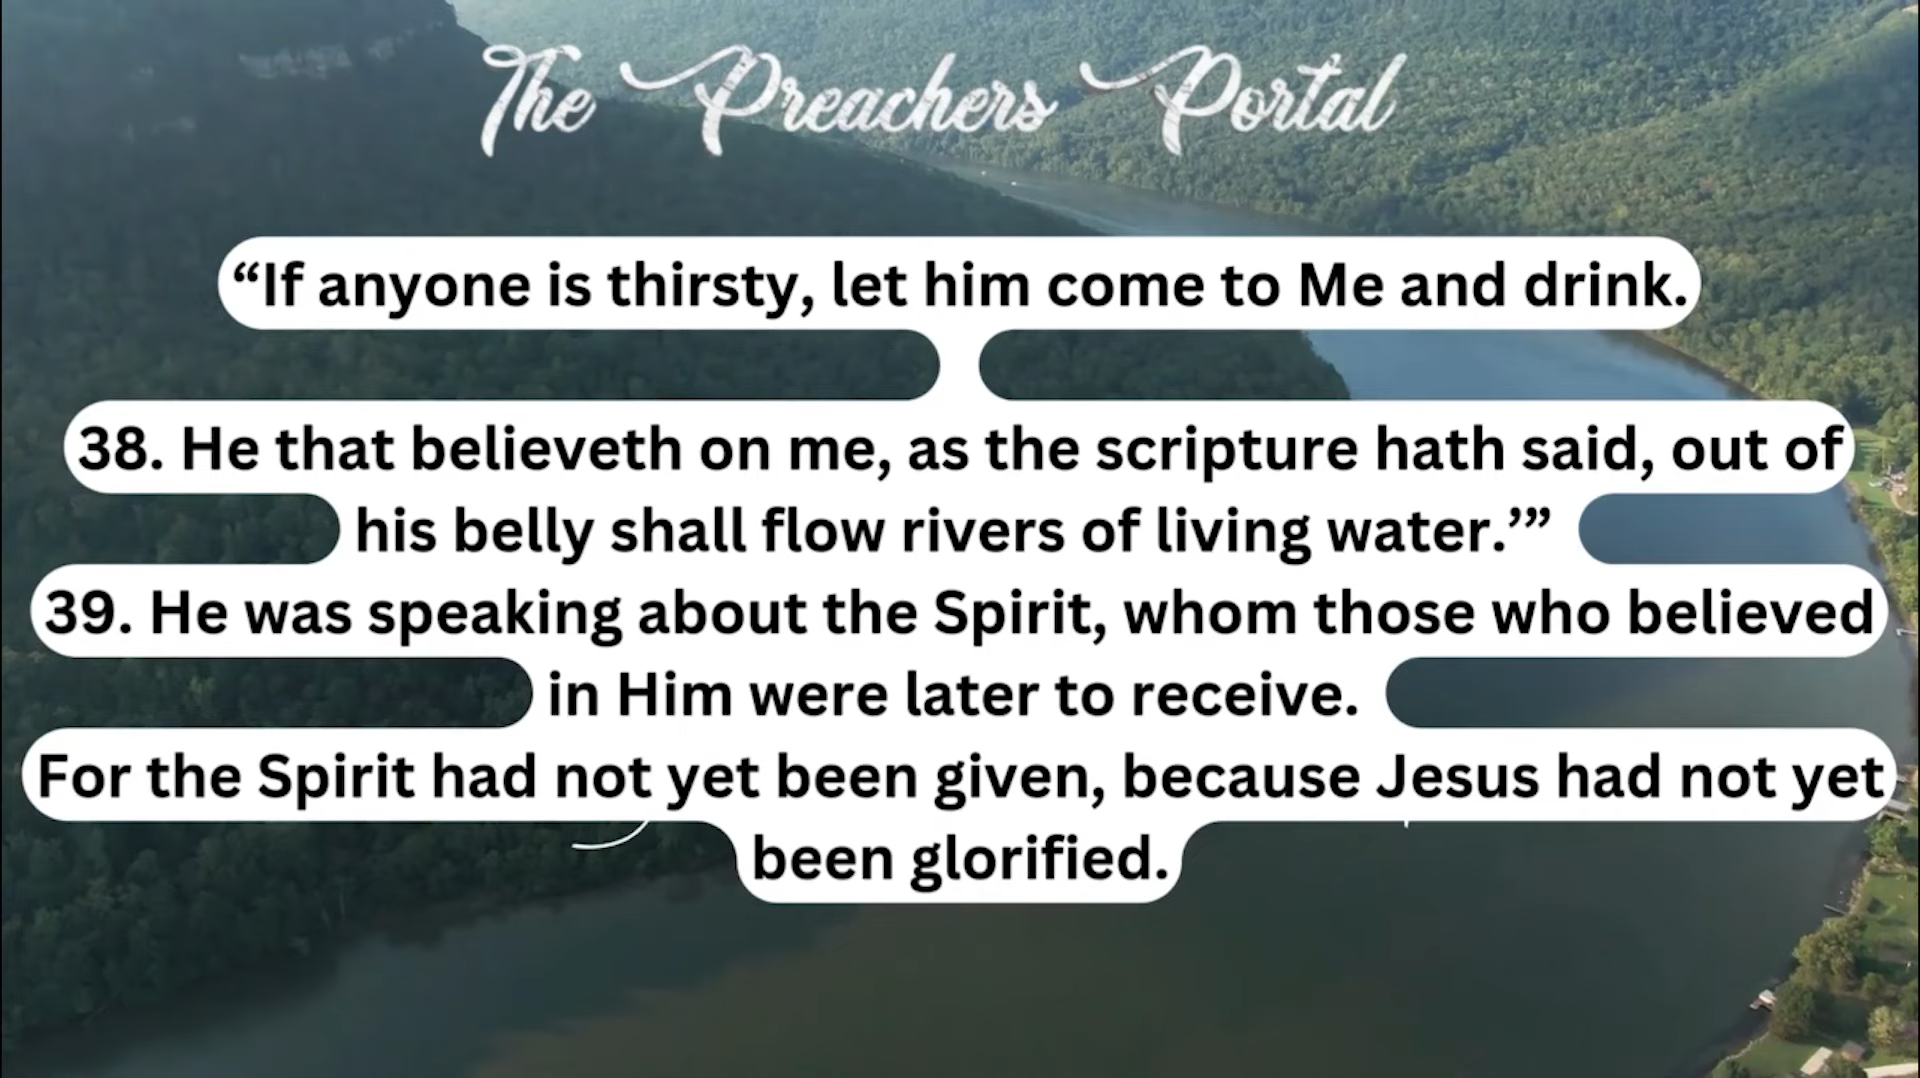 The Preachers Portal
“If anyone is thirsty, let him come to Me and drink.
38. He that believeth on me, as the scripture hath said, out of
his belly shall flow rivers of living water.’”
39. He was speaking about the Spirit, whom those who believed
in Him were later to receive.
For the Spirit had not yet been given, because Jesus had not yet
been glorified.